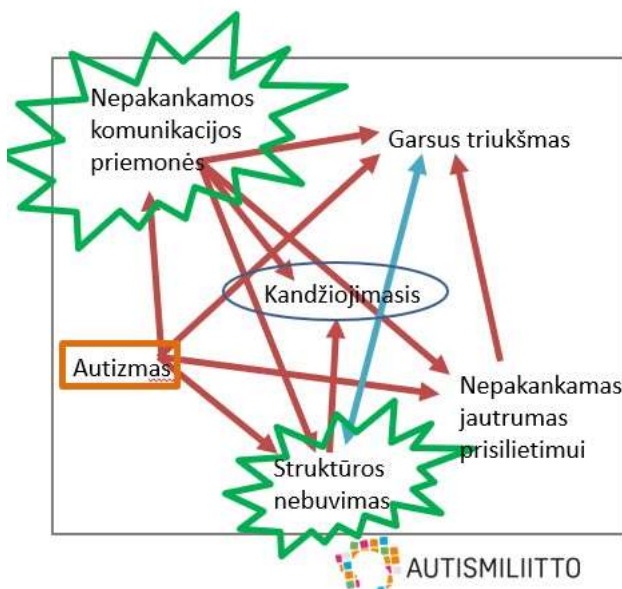 Nepakankamos
komunikacijos
priemonės
Garsus triukšmas
Kandžiojimasis
Autizmas
Nepakankamas
jautrumas
prisilietimui
Struktūros
nebuvimas
AUTISMILIITTO